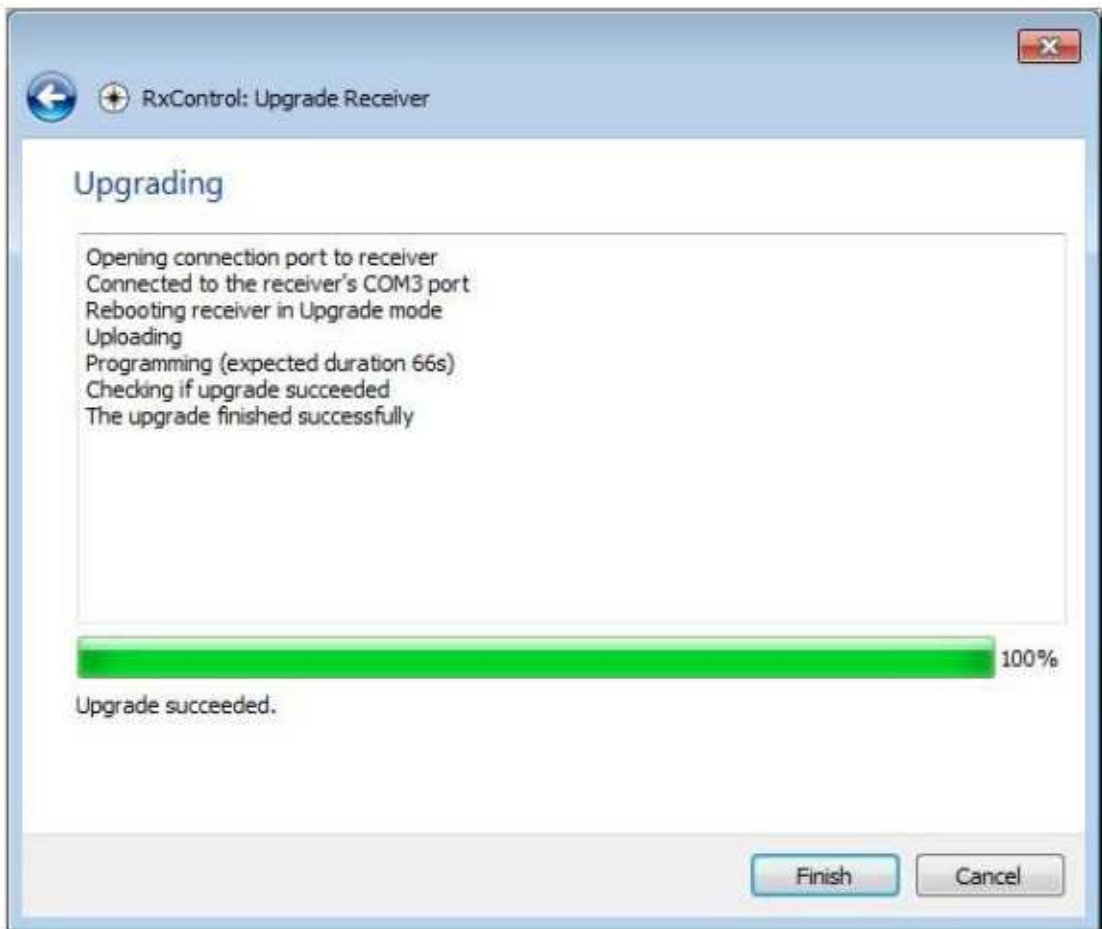 RxControl: Upgrade Receiver
Upgrading
Opening connection port to receiver
Connected to the receiver's COM3 port
Rebooting receiver in Upgrade mode
Uploading
Programming (expected duration 66s)
Checking if upgrade succeeded
The upgrade finished successfully
100%
Upgrade succeeded.
Finish
Cancel